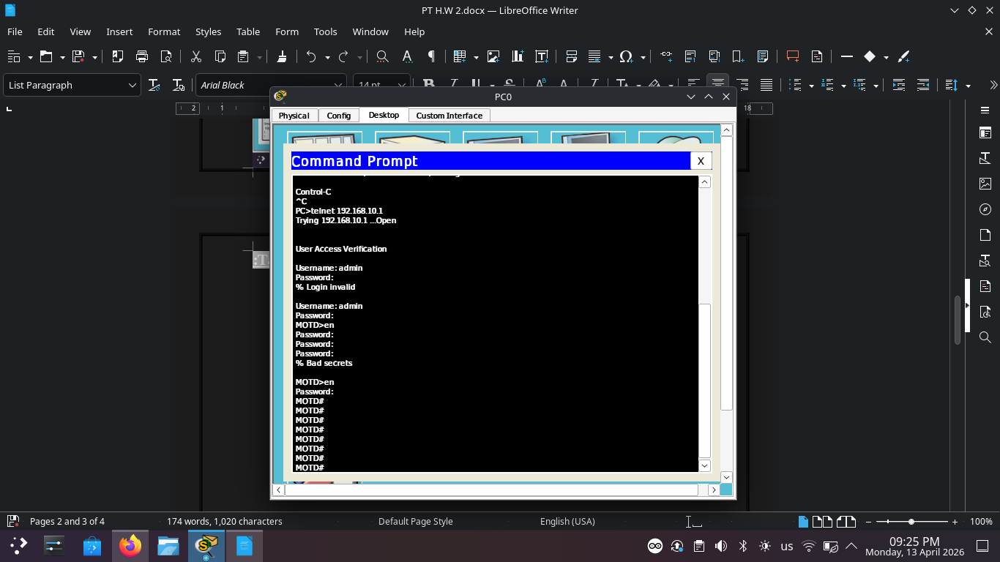 PT H.W 2.docx — LibreOffice Writer
File Edit View Insert Format Styles Table Form Tools Window Help
List Paragraph
Arial Black
14 pt
PC0
2 1 18
Physical Config Desktop Custom Interface
Command Prompt X
Control-C
^C
PC>telnet 192.168.10.1
Trying 192.168.10.1 ...Open
User Access Verification
Username: admin
Password:
% Login invalid
Username: admin
Password:
MOTD>en
Password:
Password:
Password:
% Bad secrets
MOTD>en
Password:
MOTD#
MOTD#
MOTD#
MOTD#
MOTD#
MOTD#
MOTD#
MOTD#
Pages 2 and 3 of 4
174 words, 1,020 characters
Default Page Style
English (USA)
100%
us
09:25 PM
Monday, 13 April 2026